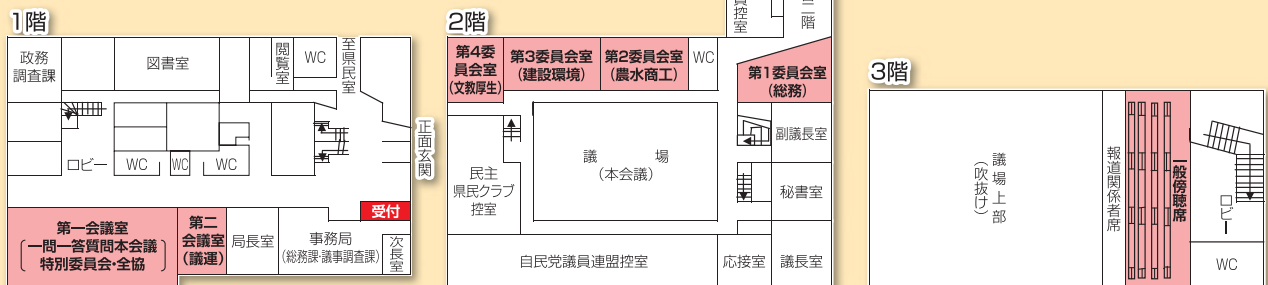 1階
政務
調査課
図書室
閲覧室
WC
至県民室
正面玄関
ロビー
WC
WC
WC
受付
第一会議室
一問一答質問本会議
特別委員会・全協
第二
会議室
(議運)
局長室
事務局
(総務課・議事調査課)
次長室
2階
第4委
員会室
(文教厚生)
第3委員会室
(建設環境)
第2委員会室
(農水商工)
WC
員控室
二階
第1委員会室
(総務)
副議長室
議場
(本会議)
民主
県民クラブ
控室
秘書室
自民党議員連盟控室
応接室
議長室
3階
議場上部
(吹抜け)
報道関係者席
一般傍聴席
ロビー
WC